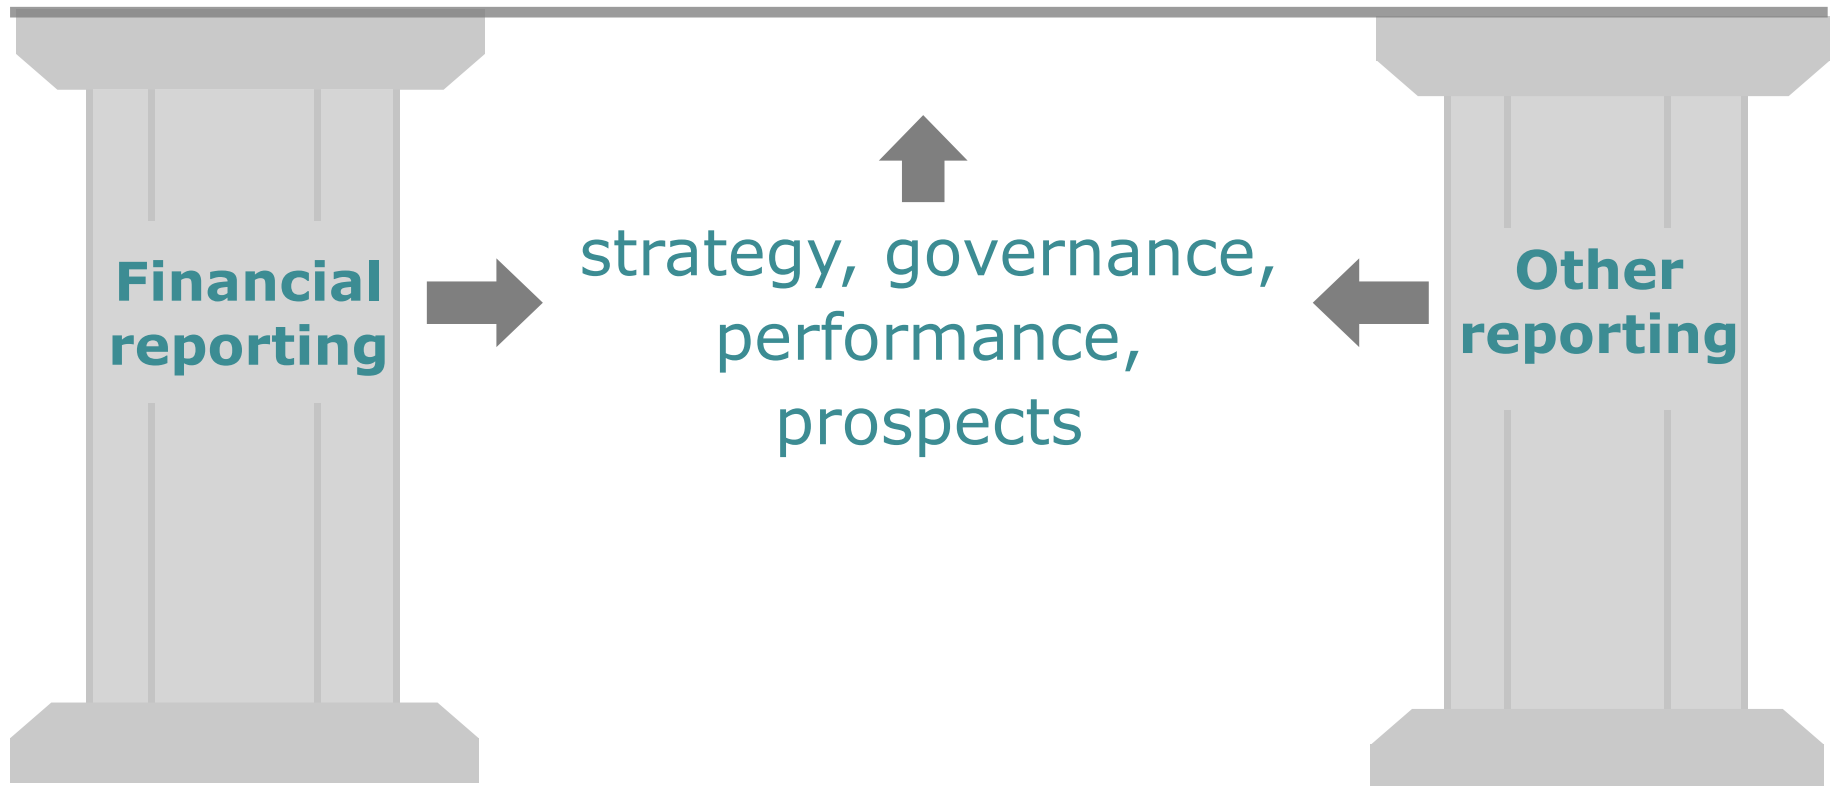 Financial
reporting
strategy, governance,
performance,
prospects
Other
reporting